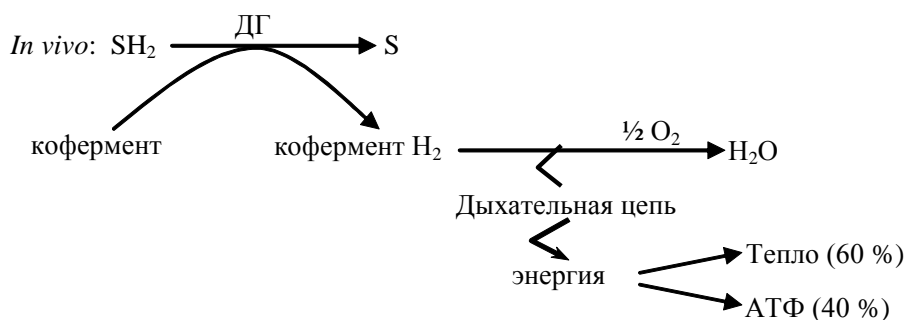 ДГ
In vivo: SH₂ S
кофермент кофермент H₂ ½ O₂ H₂O
Дыхательная цепь
энергия
Тепло (60 %)
АТФ (40 %)